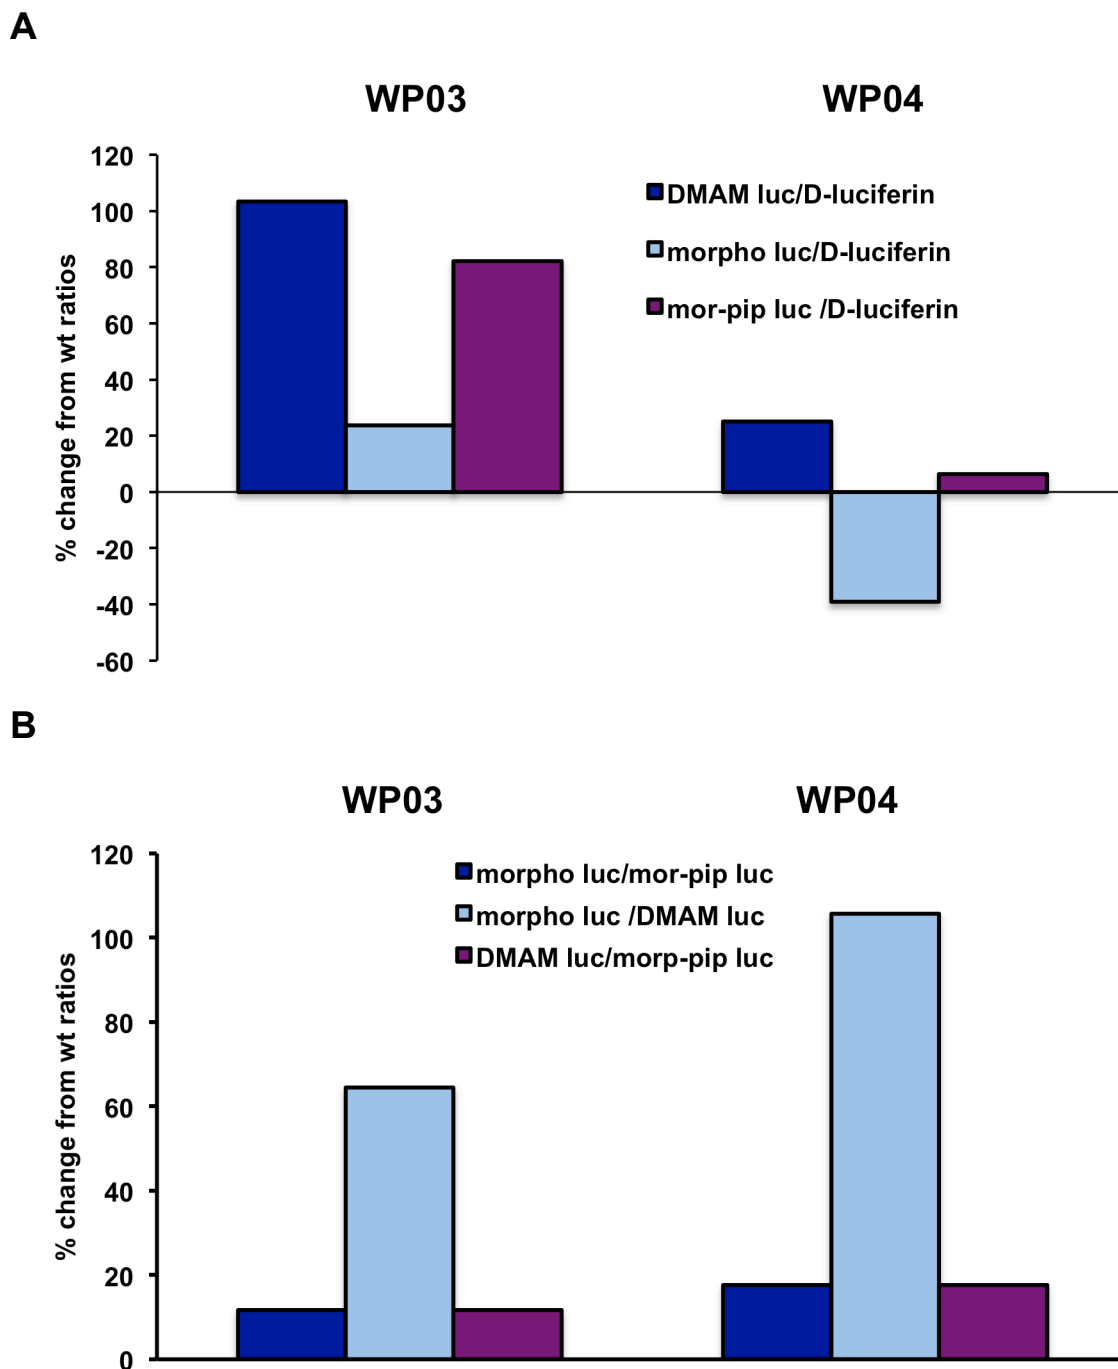 A
WP03 WP04
120
100
80
60
40
20
0
-20
-40
-60
% change from wt ratios
DMAM luc/D-luciferin
morpho luc/D-luciferin
mor-pip luc /D-luciferin
B
WP03 WP04
120
100
80
60
40
20
0
% change from wt ratios
morpho luc/mor-pip luc
morpho luc /DMAM luc
DMAM luc/morp-pip luc